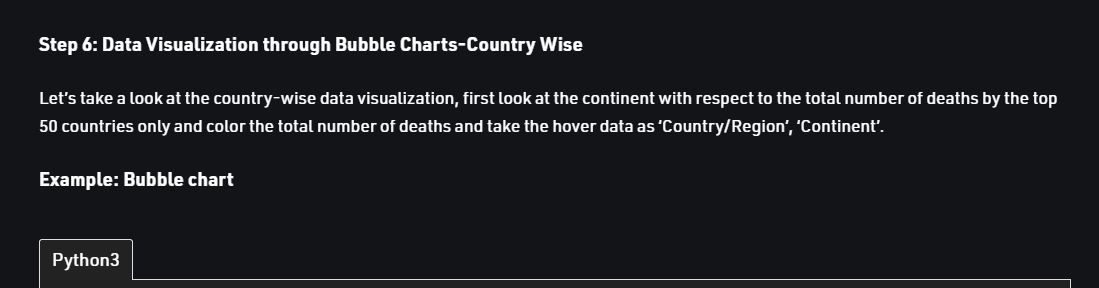 Step 6: Data Visualization through Bubble Charts-Country Wise
Let’s take a look at the country-wise data visualization, first look at the continent with respect to the total number of deaths by the top
50 countries only and color the total number of deaths and take the hover data as ‘Country/Region’, ‘Continent’.
Example: Bubble chart
Python3